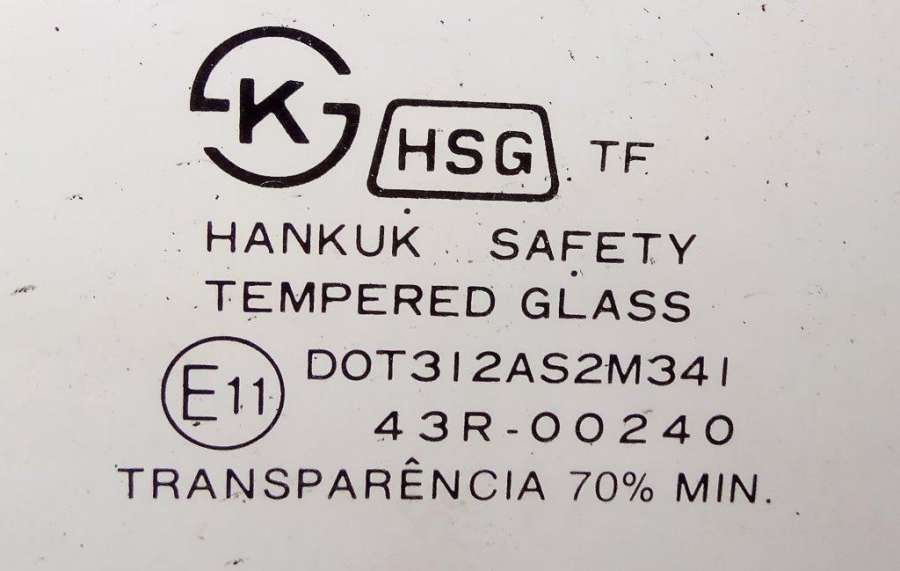 K HSG TF
HANKUK SAFETY
TEMPERED GLASS
E11 DOT312AS2M341
43R-00240
TRANSPARÊNCIA 70% MIN.